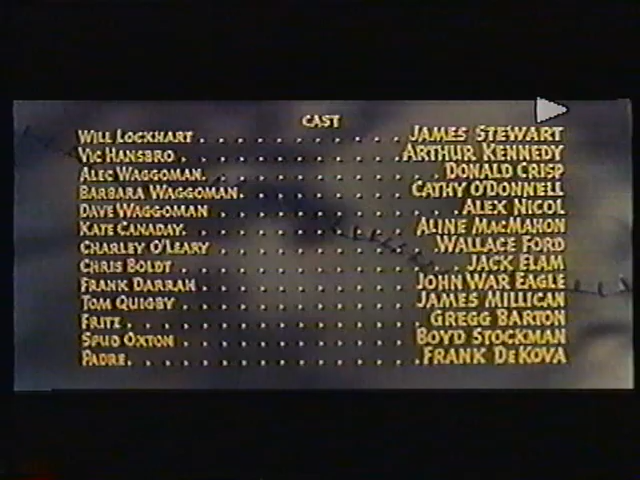 CAST
WILL LOCKHART . . . . . . . . . . . JAMES STEWART
VIC HANSBRO . . . . . . . . . . . . ARTHUR KENNEDY
ALEC WAGGOMAN. . . . . . . . . . . . . DONALD CRISP
BARBARA WAGGOMAN. . . . . . . . . CATHY O'DONNELL
DAVE WAGGOMAN . . . . . . . . . . . . . ALEX NICOL
KATE CANADAY. . . . . . . . . . . . . ALINE MACMAHON
CHARLEY O'LEARY . . . . . . . . . . . . WALLACE FORD
CHRIS BOLDT . . . . . . . . . . . . . . . . JACK ELAM
FRANK DARRAH . . . . . . . . . . . . JOHN WAR EAGLE
TOM QUIGBY . . . . . . . . . . . . . JAMES MILLICAN
FRITZ . . . . . . . . . . . . . . . . GREGG BARTON
SPUD OXTON . . . . . . . . . . . . . BOYD STOCKMAN
PADRE. . . . . . . . . . . . . . . . FRANK DEKOVA